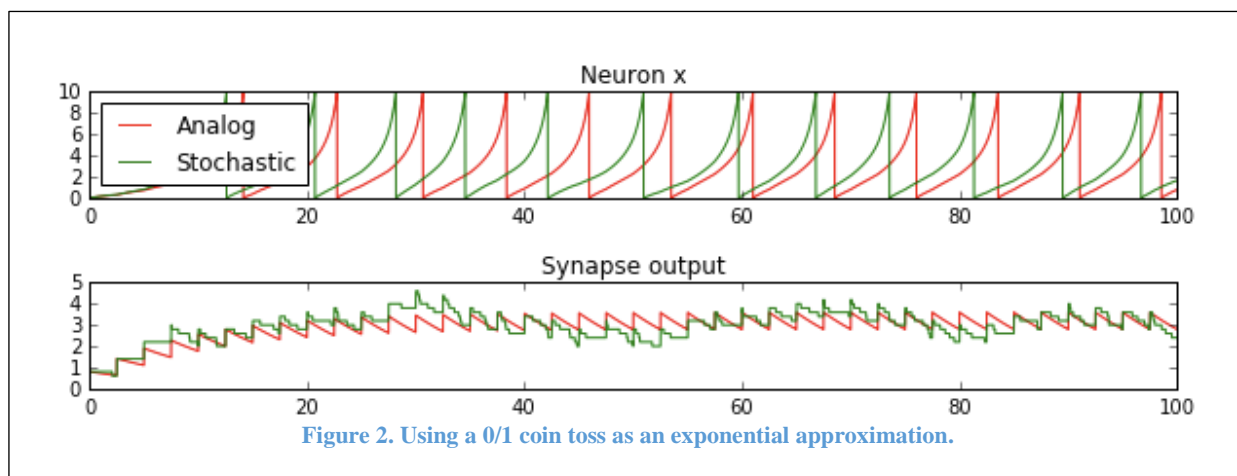 Neuron x
10
8
6
4
2
0
Analog
Stochastic
0 20 40 60 80 100
Synapse output
5
4
3
2
1
0
0 20 40 60 80 100
Figure 2. Using a 0/1 coin toss as an exponential approximation.